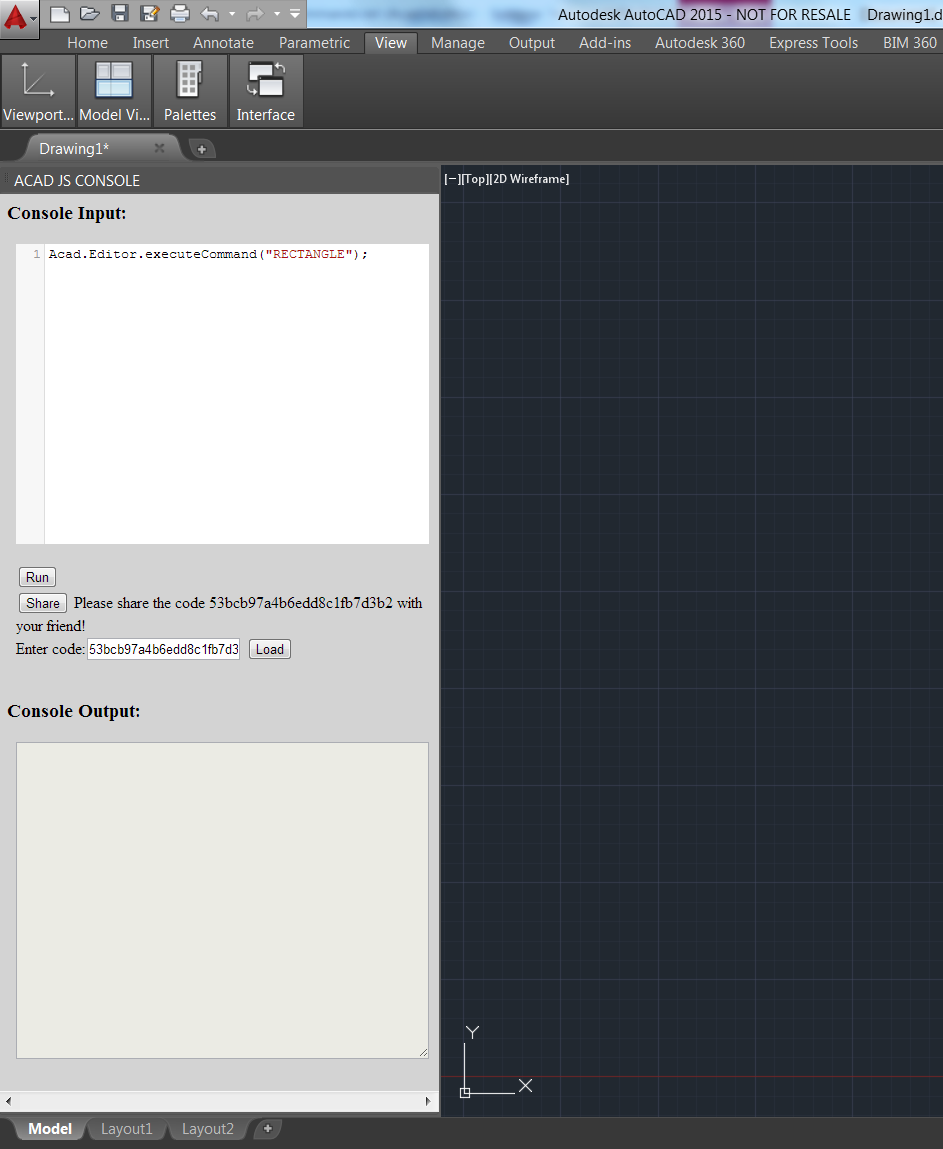 Autodesk AutoCAD 2015 - NOT FOR RESALE Drawing1.d
Home Insert Annotate Parametric View Manage Output Add-ins Autodesk 360 Express Tools BIM 360
Viewport... Model Vi... Palettes Interface
Drawing1*
ACAD JS CONSOLE
[−][Top][2D Wireframe]
Console Input:
1 Acad.Editor.executeCommand("RECTANGLE");
Run
Share Please share the code 53bcb97a4b6edd8c1fb7d3b2 with
your friend!
Enter code: 53bcb97a4b6edd8c1fb7d3 Load
Console Output:
Y
X
Model Layout1 Layout2